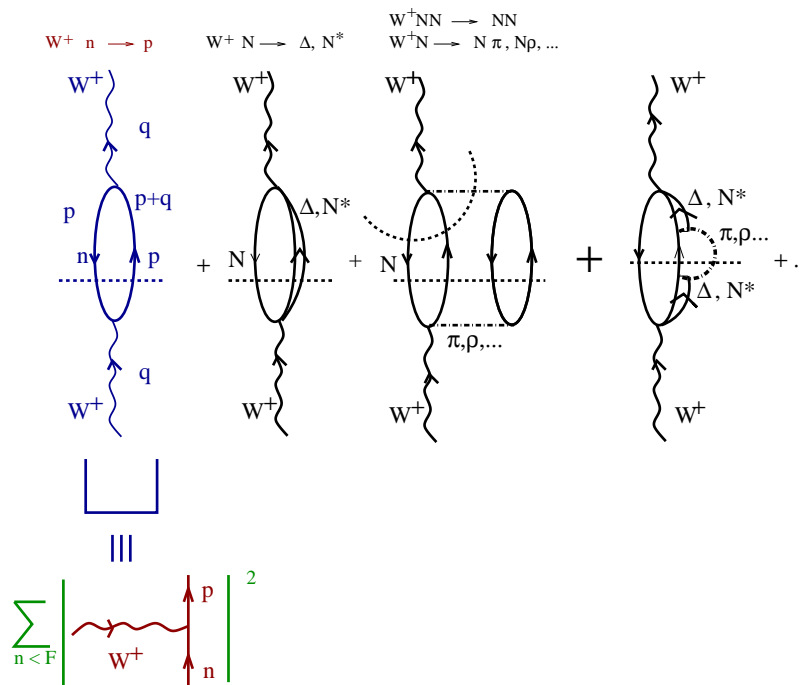 W⁺ n → p
W⁺ N → Δ, N*
W⁺NN → NN
W⁺N → N π, Nρ, ...
W⁺
q
p
p+q
n
p
q
W⁺
+
W⁺
Δ,N*
N
W⁺
+
W⁺
N
π,ρ,...
W⁺
+
W⁺
Δ, N*
π,ρ...
Δ, N*
W⁺
+ .
≡
∑
n < F
W⁺
p
n
2